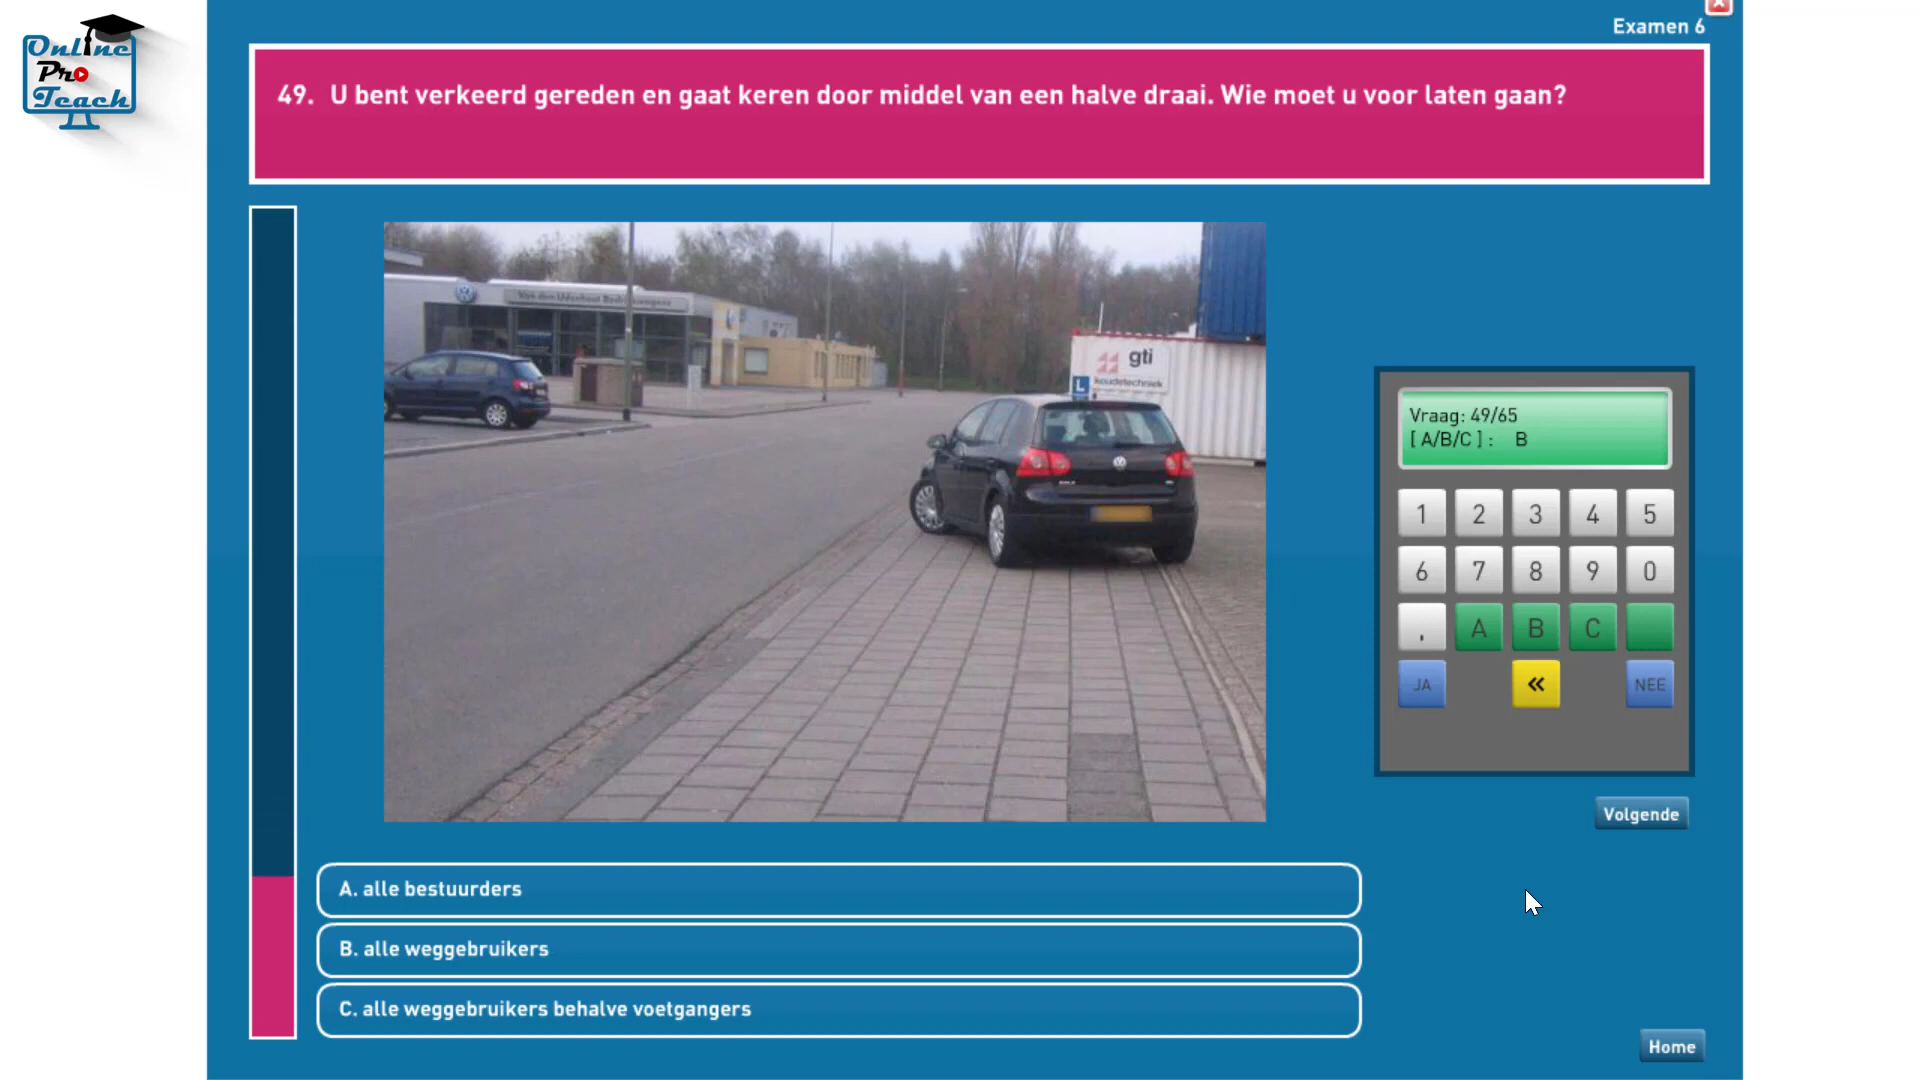 Online
Pro
Teach
Examen 6
49. U bent verkeerd gereden en gaat keren door middel van een halve draai. Wie moet u voor laten gaan?
gti
koudetechniek
L
Vraag: 49/65
[ A/B/C ] : B
1 2 3 4 5
6 7 8 9 0
, A B C
JA « NEE
Volgende
A. alle bestuurders
B. alle weggebruikers
C. alle weggebruikers behalve voetgangers
Home